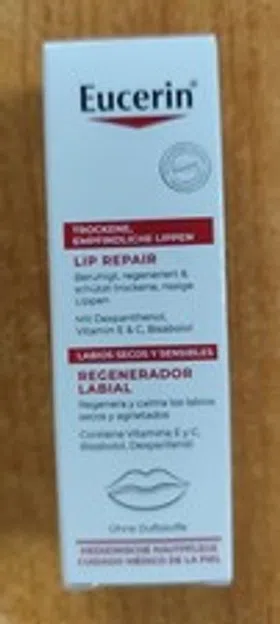 Eucerin®
TROCKENE,
EMPFINDLICHE LIPPEN
LIP REPAIR
Beruhigt, regeneriert &
schützt trockene, rissige
Lippen
Mit Dexpanthenol,
Vitamin E & C, Bisabolol
LABIOS SECOS Y SENSIBLES
REGENERADOR
LABIAL
Regenera y calma los labios
secos y agrietados
Contiene Vitamina E y C,
Bisabolol, Dexpantenol
Ohne Duftstoffe
MEDIZINISCHE HAUTPFLEGE
CUIDADO MÉDICO DE LA PIEL